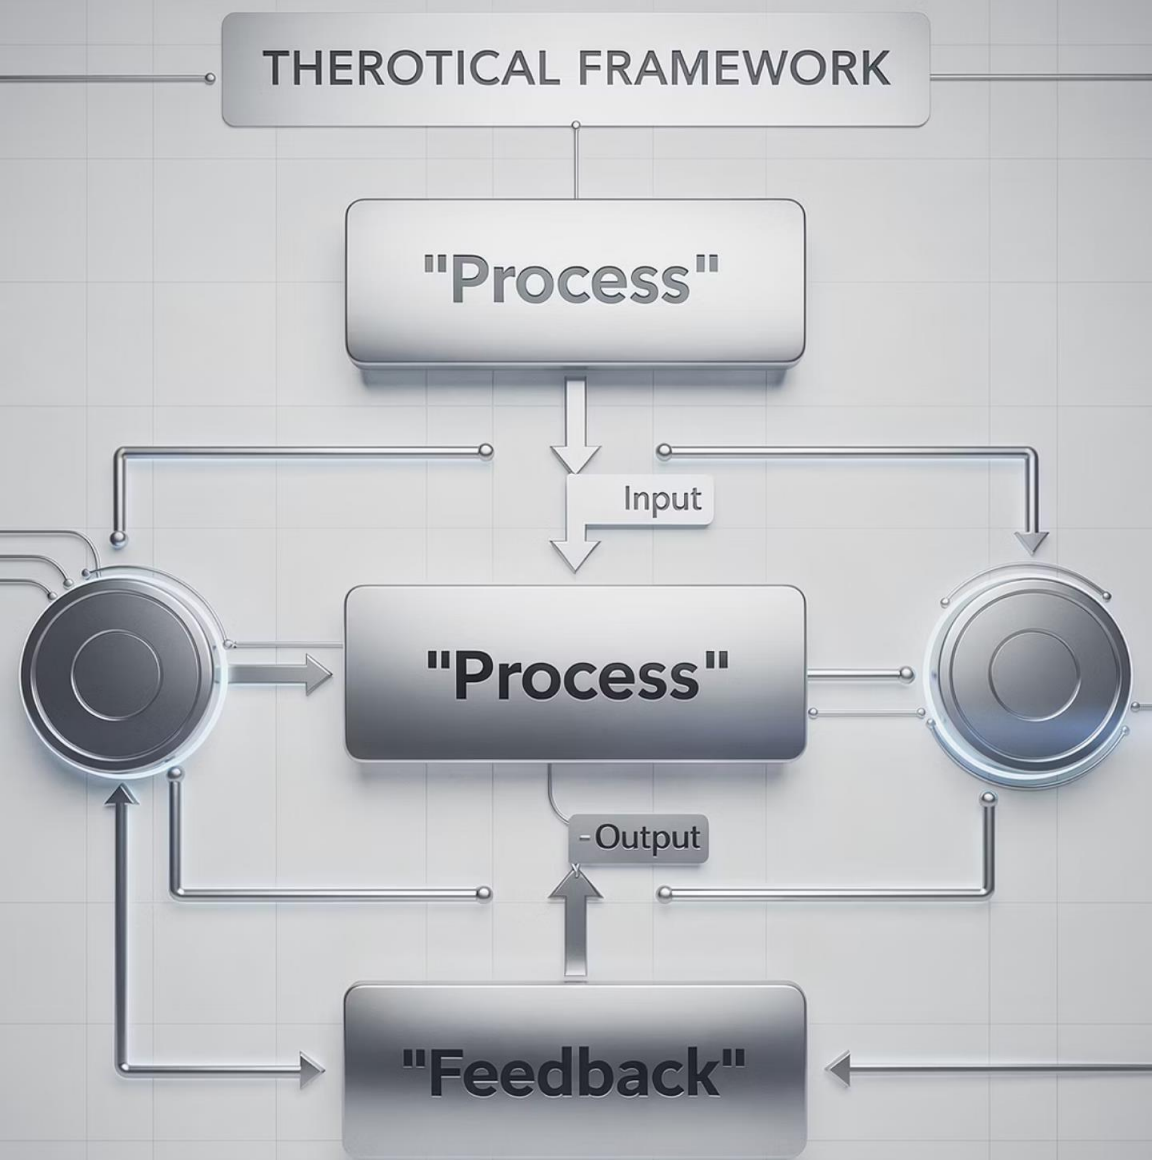 THEROTICAL FRAMEWORK
"Process"
Input
"Process"
-Output
"Feedback"